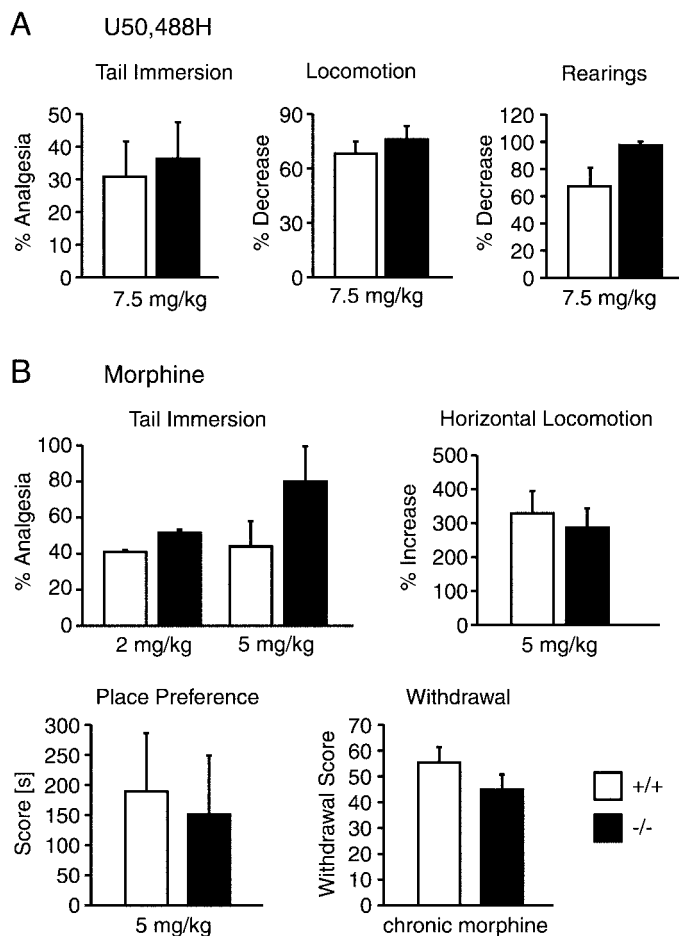 A U50,488H
Tail Immersion
% Analgesia
50
40
30
20
10
0
7.5 mg/kg
Locomotion
% Decrease
90
60
30
0
7.5 mg/kg
Rearings
% Decrease
120
100
80
60
40
20
0
7.5 mg/kg
B Morphine
Tail Immersion
% Analgesia
100
80
60
40
20
0
2 mg/kg 5 mg/kg
Horizontal Locomotion
% Increase
500
400
300
200
100
0
5 mg/kg
Place Preference
Score [s]
300
250
200
150
100
50
0
5 mg/kg
Withdrawal
Withdrawal Score
70
60
50
40
30
20
10
0
chronic morphine
+/+
-/-